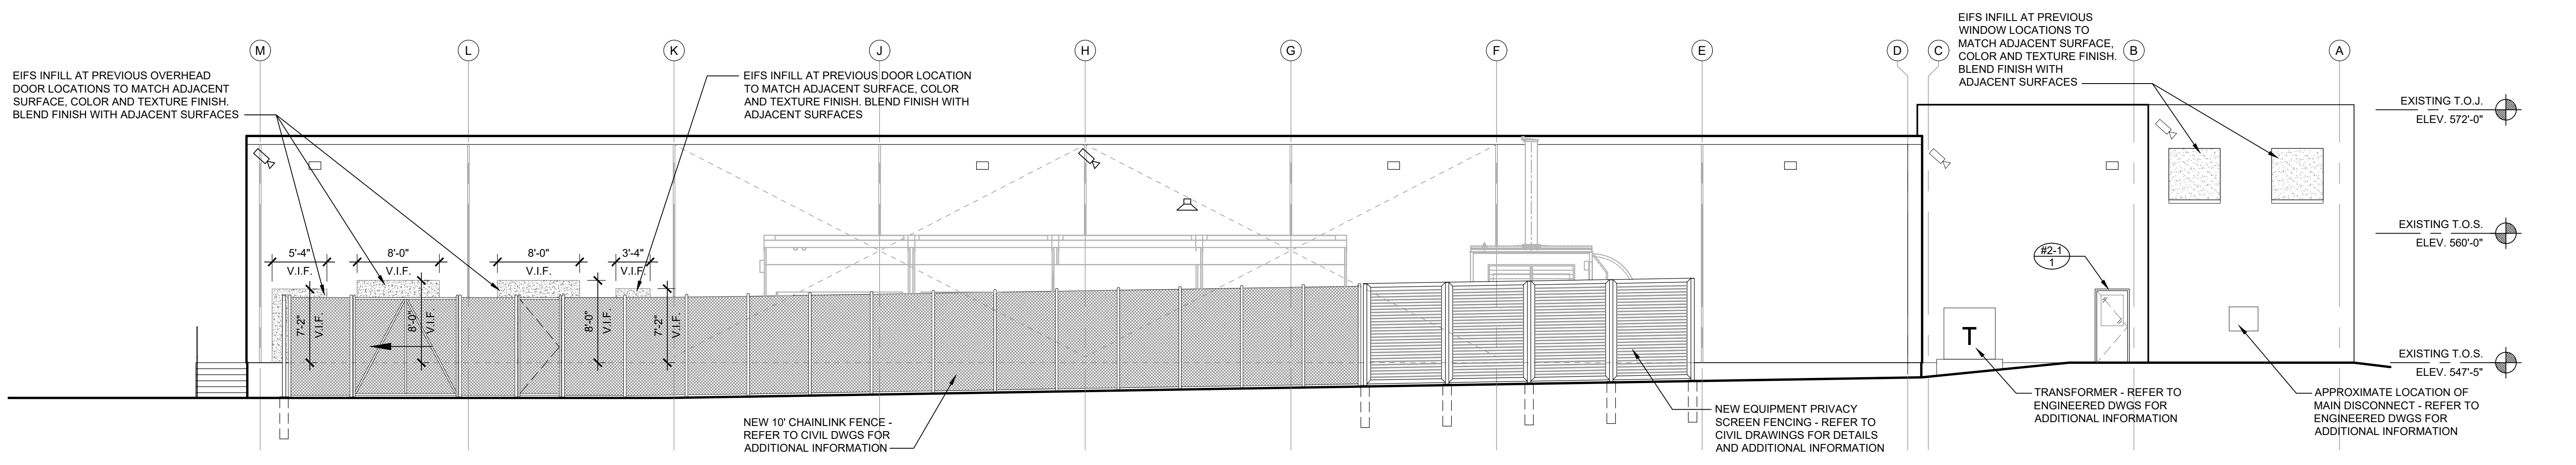 EIFS INFILL AT PREVIOUS
WINDOW LOCATIONS TO
MATCH ADJACENT SURFACE,
COLOR AND TEXTURE FINISH.
BLEND FINISH WITH
ADJACENT SURFACES
M
L
K
J
H
G
F
E
D
C
B
A
EIFS INFILL AT PREVIOUS OVERHEAD
DOOR LOCATIONS TO MATCH ADJACENT
SURFACE, COLOR AND TEXTURE FINISH.
BLEND FINISH WITH ADJACENT SURFACES
EIFS INFILL AT PREVIOUS DOOR LOCATION
TO MATCH ADJACENT SURFACE, COLOR
AND TEXTURE FINISH. BLEND FINISH WITH
ADJACENT SURFACES
EXISTING T.O.J.
ELEV. 572'-0"
EXISTING T.O.S.
ELEV. 560'-0"
5'-4"
V.I.F.
8'-0"
V.I.F.
8'-0"
V.I.F.
3'-4"
V.I.F.
#2-1
1
7'-2"
V.I.F.
8'-0"
V.I.F.
8'-0"
V.I.F.
7'-2"
V.I.F.
T
EXISTING T.O.S.
ELEV. 547'-5"
NEW 10' CHAINLINK FENCE -
REFER TO CIVIL DWGS FOR
ADDITIONAL INFORMATION
NEW EQUIPMENT PRIVACY
SCREEN FENCING - REFER TO
CIVIL DRAWINGS FOR DETAILS
AND ADDITIONAL INFORMATION
TRANSFORMER - REFER TO
ENGINEERED DWGS FOR
ADDITIONAL INFORMATION
APPROXIMATE LOCATION OF
MAIN DISCONNECT - REFER TO
ENGINEERED DWGS FOR
ADDITIONAL INFORMATION